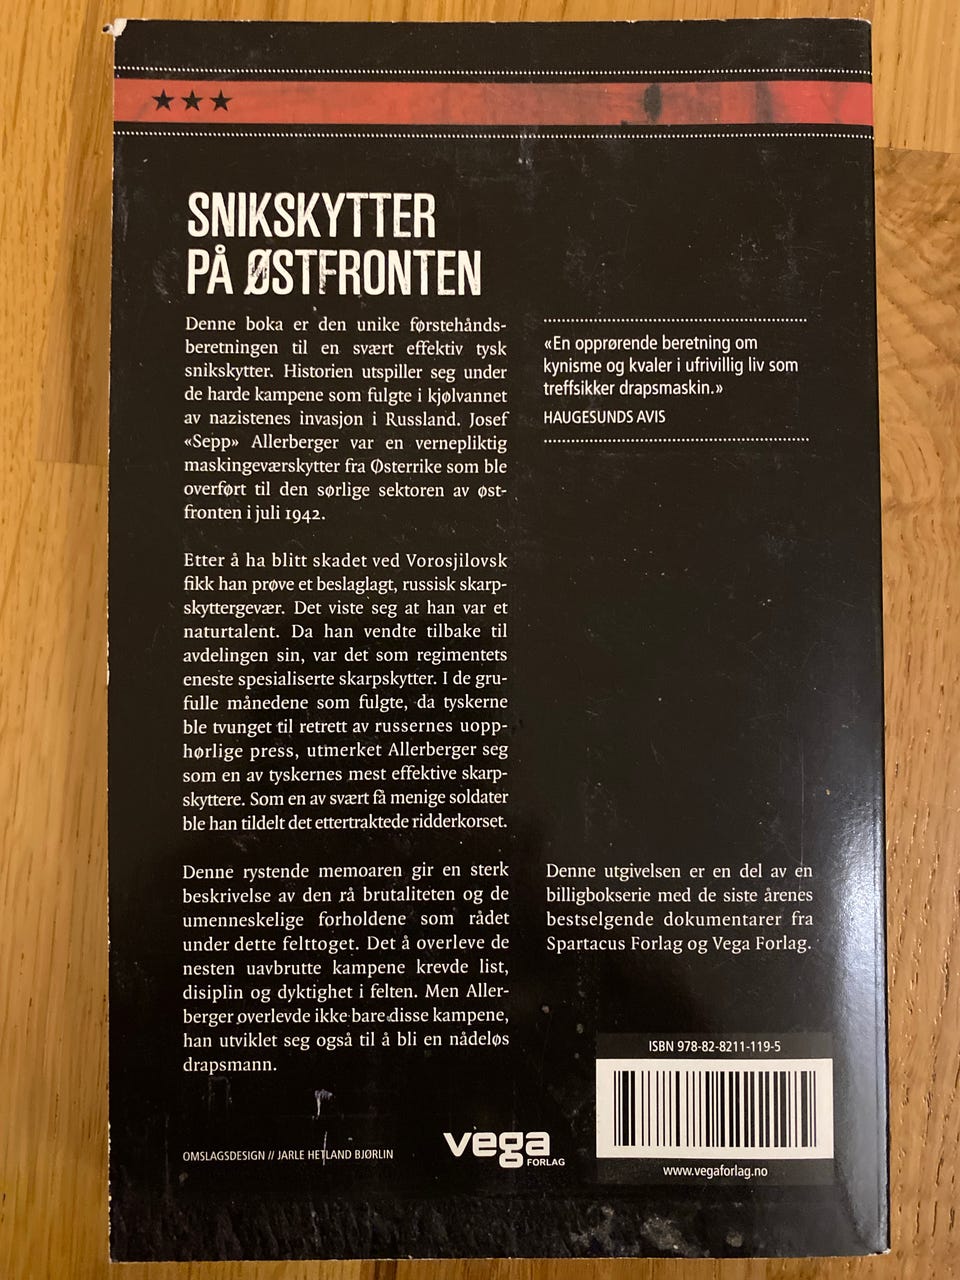 ★★★
SNIKSKYTTER
PÅ ØSTFRONTEN
Denne boka er den unike førstehånds-
beretningen til en svært effektiv tysk
snikskytter. Historien utspiller seg under
de harde kampene som fulgte i kjølvannet
av nazistenes invasjon i Russland. Josef
«Sepp» Allerberger var en vernepliktig
maskingeværskytter fra Østerrike som ble
overført til den sørlige sektoren av øst-
fronten i juli 1942.
Etter å ha blitt skadet ved Vorosjilovsk
fikk han prøve et beslaglagt, russisk skarp-
skyttergevær. Det viste seg at han var et
naturtalent. Da han vendte tilbake til
avdelingen sin, var det som regimentets
eneste spesialiserte skarpskytter. I de gru-
fulle månedene som fulgte, da tyskerne
ble tvunget til retrett av russernes uopp-
hørlige press, utmerket Allerberger seg
som en av tyskernes mest effektive skarp-
skyttere. Som en av svært få menige soldater
ble han tildelt det ettertraktede ridderkorset.
Denne rystende memoaren gir en sterk
beskrivelse av den rå brutaliteten og de
umenneskelige forholdene som rådet
under dette felttoget. Det å overleve de
nesten uavbrutte kampene krevde list,
disiplin og dyktighet i felten. Men Aller-
berger overlevde ikke bare disse kampene,
han utviklet seg også til å bli en nådeløs
drapsmann.
«En opprørende beretning om
kynisme og kvaler i ufrivillig liv som
treffsikker drapsmaskin.»
HAUGESUNDS AVIS
Denne utgivelsen er en del av en
billigbokserie med de siste årenes
bestselgende dokumentarer fra
Spartacus Forlag og Vega Forlag.
ISBN 978-82-8211-119-5
www.vegaforlag.no
vega
FORLAG
OMSLAGSDESIGN // JARLE HETLAND BJØRLIN